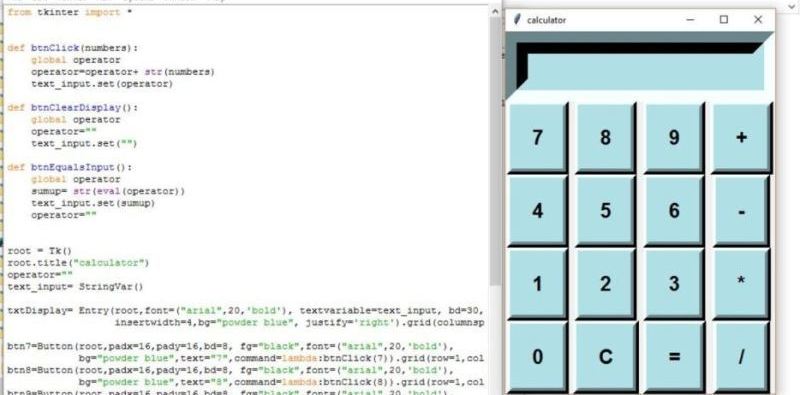 from tkinter import *
def btnClick(numbers):
global operator
operator=operator+ str(numbers)
text_input.set(operator)
def btnClearDisplay():
global operator
operator=""
text_input.set("")
def btnEqualsInput():
global operator
sumup= str(eval(operator))
text_input.set(sumup)
operator=""
root = Tk()
root.title("calculator")
operator=""
text_input= StringVar()
txtDisplay= Entry(root,font=("arial",20,'bold'), textvariable=text_input, bd=30,
insertwidth=4,bg="powder blue", justify='right').grid(columnsp
btn7=Button(root,padx=16,pady=16,bd=8, fg="black",font=("arial",20,'bold'),
bg="powder blue",text="7",command=lambda:btnClick(7)).grid(row=1,col
btn8=Button(root,padx=16,pady=16,bd=8, fg="black",font=("arial",20,'bold'),
bg="powder blue",text="8",command=lambda:btnClick(8)).grid(row=1,col
btn9=Button(root,padx=16,pady=16,bd=8, fg="black",font=("arial",20,'bold'),
calculator
7 8 9 +
4 5 6 -
1 2 3 *
0 C = /